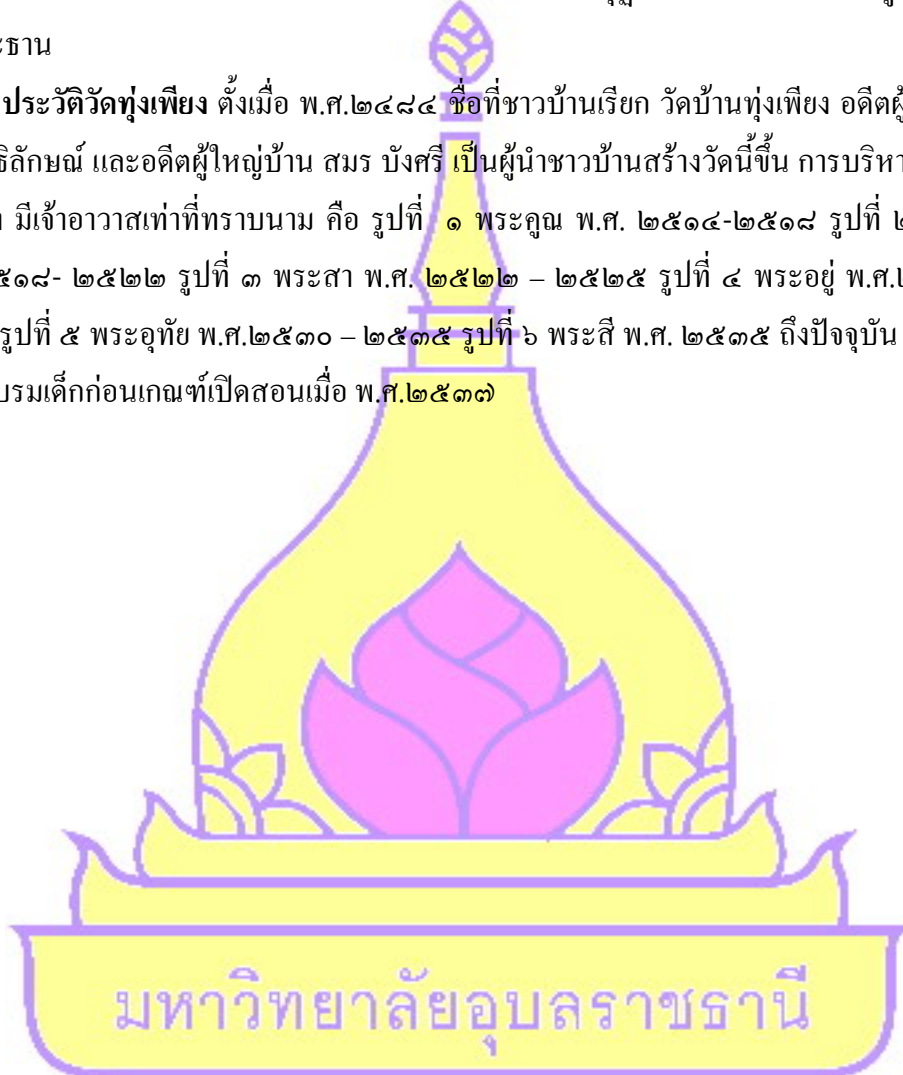 ะธาน
ประวัติวัดทุ่งเพียง ตั้งเมื่อ พ.ศ.๒๔๘๔ ชื่อที่ชาวบ้านเรียก วัดบ้านทุ่งเพียง อดีตผู้
ธิลักษณ์ และอดีตผู้ใหญ่บ้าน สมร บังศรี เป็นผู้นำชาวบ้านสร้างวัดนี้ขึ้น การบริหา
มีเจ้าอาวาสเท่าที่ทราบนาม คือ รูปที่ ๑ พระคูณ พ.ศ. ๒๕๑๔-๒๕๑๘ รูปที่ ๒
๕๑๘- ๒๕๒๒ รูปที่ ๓ พระสา พ.ศ. ๒๕๒๒ – ๒๕๒๕ รูปที่ ๔ พระอยู่ พ.ศ.๒
รูปที่ ๕ พระอุทัย พ.ศ.๒๕๓๐ – ๒๕๓๕ รูปที่ ๖ พระสี พ.ศ. ๒๕๓๕ ถึงปัจจุบัน
บรมเด็กก่อนเกณฑ์เปิดสอนเมื่อ พ.ศ.๒๕๓๗
มหาวิทยาลัยอุบลราชธานี